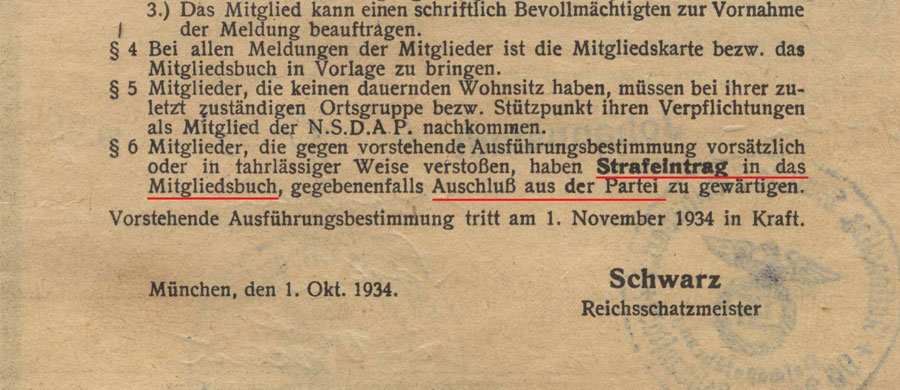 3.) Das Mitglied kann einen schriftlich Bevollmächtigten zur Vornahme
der Meldung beauftragen.
§ 4 Bei allen Meldungen der Mitglieder ist die Mitgliedskarte bezw. das
Mitgliedsbuch in Vorlage zu bringen.
§ 5 Mitglieder, die keinen dauernden Wohnsitz haben, müssen bei ihrer zu-
letzt zuständigen Ortsgruppe bezw. Stützpunkt ihren Verpflichtungen
als Mitglied der N.S.D.A.P. nachkommen.
§ 6 Mitglieder, die gegen vorstehende Ausführungsbestimmung vorsätzlich
oder in fahrlässiger Weise verstoßen, haben Strafeintrag in das
Mitgliedsbuch, gegebenenfalls Auschluß aus der Partei zu gewärtigen.
Vorstehende Ausführungsbestimmung tritt am 1. November 1934 in Kraft.
München, den 1. Okt. 1934.
Schwarz
Reichsschatzmeister